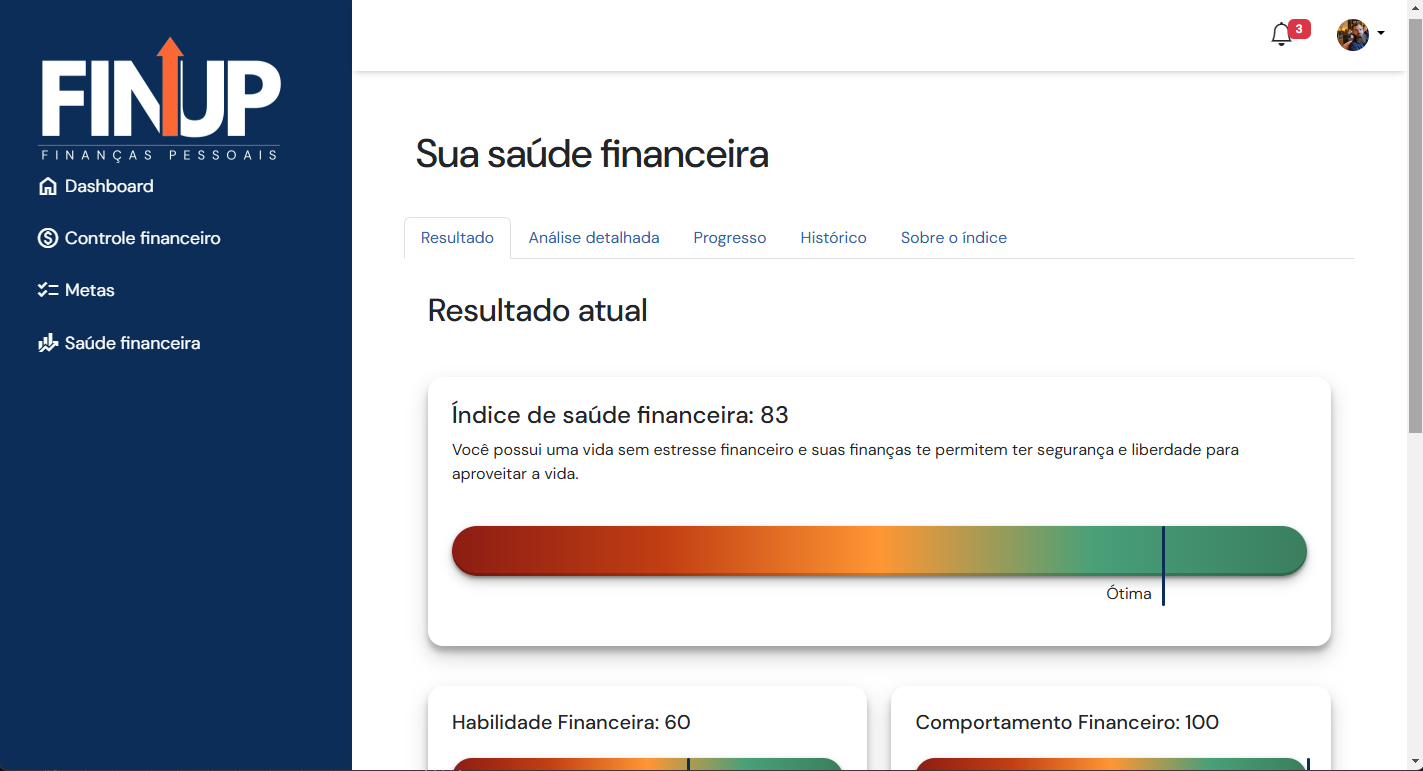 FINUP
FINANÇAS PESSOAIS
Dashboard
Controle financeiro
Metas
Saúde financeira
3
Sua saúde financeira
Resultado Análise detalhada Progresso Histórico Sobre o índice
Resultado atual
Índice de saúde financeira: 83
Você possui uma vida sem estresse financeiro e suas finanças te permitem ter segurança e liberdade para
aproveitar a vida.
Ótima
Habilidade Financeira: 60
Comportamento Financeiro: 100